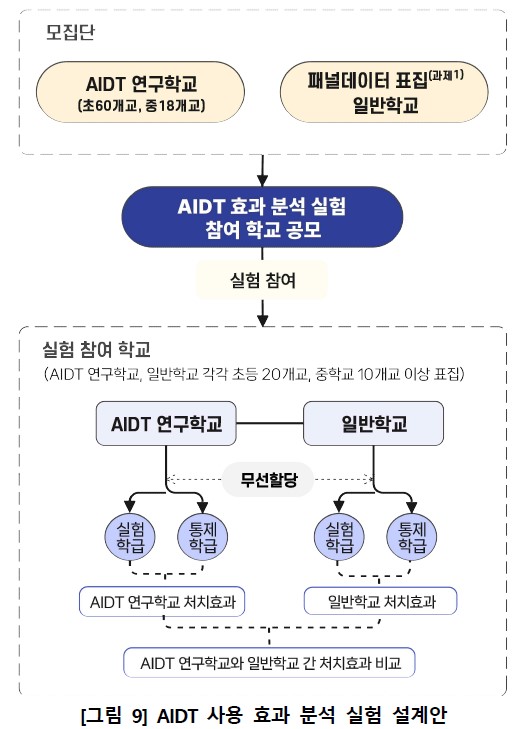 모집단
AIDT 연구학교
(초60개교, 중18개교)
패널데이터 표집(과제1)
일반학교
AIDT 효과 분석 실험
참여 학교 공모
실험 참여
실험 참여 학교
(AIDT 연구학교, 일반학교 각각 초등 20개교, 중학교 10개교 이상 표집)
AIDT 연구학교
일반학교
무선할당
실험
학급
통제
학급
실험
학급
통제
학급
AIDT 연구학교 처치효과
일반학교 처치효과
AIDT 연구학교와 일반학교 간 처치효과 비교
[그림 9] AIDT 사용 효과 분석 실험 설계안